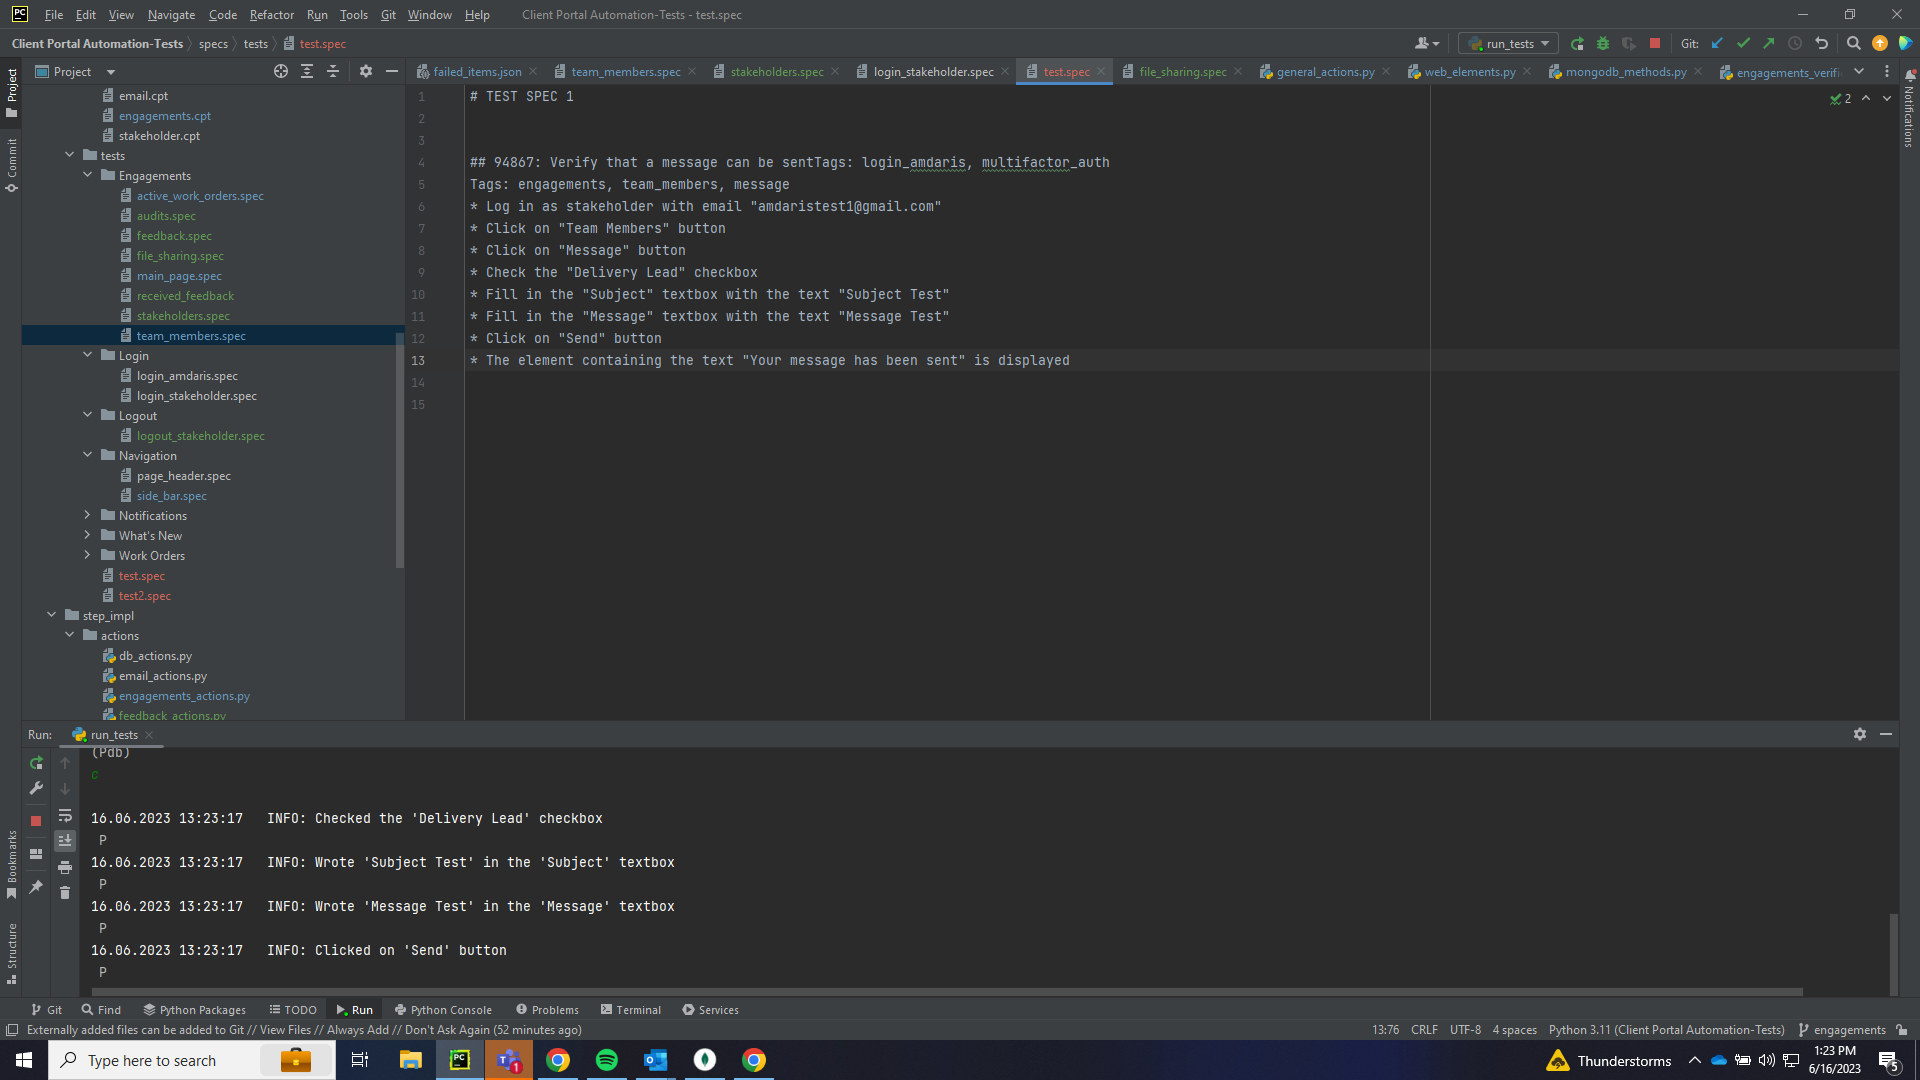 PC File Edit View Navigate Code Refactor Run Tools Git Window Help Client Portal Automation-Tests - test.spec
Client Portal Automation-Tests specs tests test.spec run_tests Git:
Project failed_items.json team_members.spec stakeholders.spec login_stakeholder.spec test.spec file_sharing.spec general_actions.py web_elements.py mongodb_methods.py engagements_verifi
Project
Commit
Bookmarks
Structure
Notifications
email.cpt
engagements.cpt
stakeholder.cpt
tests
Engagements
active_work_orders.spec
audits.spec
feedback.spec
file_sharing.spec
main_page.spec
received_feedback
stakeholders.spec
team_members.spec
Login
login_amdaris.spec
login_stakeholder.spec
Logout
logout_stakeholder.spec
Navigation
page_header.spec
side_bar.spec
Notifications
What's New
Work Orders
test.spec
test2.spec
step_impl
actions
db_actions.py
email_actions.py
engagements_actions.py
feedback_actions.py
1 # TEST SPEC 1
2
3
4 ## 94867: Verify that a message can be sentTags: login_amdaris, multifactor_auth
5 Tags: engagements, team_members, message
6 * Log in as stakeholder with email "amdaristest1@gmail.com"
7 * Click on "Team Members" button
8 * Click on "Message" button
9 * Check the "Delivery Lead" checkbox
10 * Fill in the "Subject" textbox with the text "Subject Test"
11 * Fill in the "Message" textbox with the text "Message Test"
12 * Click on "Send" button
13 * The element containing the text "Your message has been sent" is displayed
14
15
2
Run: run_tests
(Pdb)
c
16.06.2023 13:23:17 INFO: Checked the 'Delivery Lead' checkbox
P
16.06.2023 13:23:17 INFO: Wrote 'Subject Test' in the 'Subject' textbox
P
16.06.2023 13:23:17 INFO: Wrote 'Message Test' in the 'Message' textbox
P
16.06.2023 13:23:17 INFO: Clicked on 'Send' button
P
Git Find Python Packages TODO Run Python Console Problems Terminal Services
Externally added files can be added to Git // View Files // Always Add // Don't Ask Again (52 minutes ago) 13:76 CRLF UTF-8 4 spaces Python 3.11 (Client Portal Automation-Tests) engagements
Type here to search PC T 1 Thunderstorms 1:23 PM
6/16/2023 5